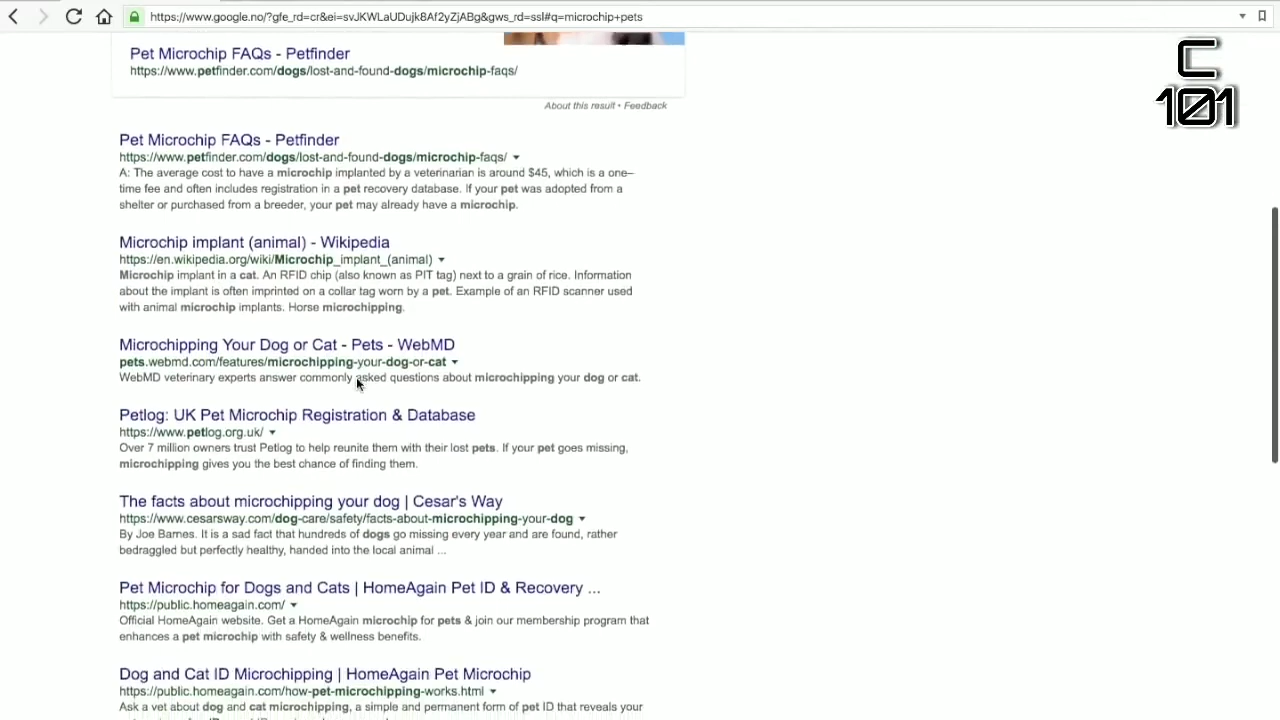 https://www.google.no/?gfe_rd=cr&ei=svJKWLaUDujk8Af2yZjABg&gws_rd=ssl#q=microchip+pets
C
101
Pet Microchip FAQs - Petfinder
https://www.petfinder.com/dogs/lost-and-found-dogs/microchip-faqs/
About this result • Feedback
Pet Microchip FAQs - Petfinder
https://www.petfinder.com/dogs/lost-and-found-dogs/microchip-faqs/
A: The average cost to have a microchip implanted by a veterinarian is around $45, which is a one–
time fee and often includes registration in a pet recovery database. If your pet was adopted from a
shelter or purchased from a breeder, your pet may already have a microchip.
Microchip implant (animal) - Wikipedia
https://en.wikipedia.org/wiki/Microchip_implant_(animal)
Microchip implant in a cat. An RFID chip (also known as PIT tag) next to a grain of rice. Information
about the implant is often imprinted on a collar tag worn by a pet. Example of an RFID scanner used
with animal microchip implants. Horse microchipping.
Microchipping Your Dog or Cat - Pets - WebMD
pets.webmd.com/features/microchipping-your-dog-or-cat
WebMD veterinary experts answer commonly asked questions about microchipping your dog or cat.
Petlog: UK Pet Microchip Registration & Database
https://www.petlog.org.uk/
Over 7 million owners trust Petlog to help reunite them with their lost pets. If your pet goes missing,
microchipping gives you the best chance of finding them.
The facts about microchipping your dog | Cesar's Way
https://www.cesarsway.com/dog-care/safety/facts-about-microchipping-your-dog
By Joe Barnes. It is a sad fact that hundreds of dogs go missing every year and are found, rather
bedraggled but perfectly healthy, handed into the local animal ...
Pet Microchip for Dogs and Cats | HomeAgain Pet ID & Recovery ...
https://public.homeagain.com/
Official HomeAgain website. Get a HomeAgain microchip for pets & join our membership program that
enhances a pet microchip with safety & wellness benefits.
Dog and Cat ID Microchipping | HomeAgain Pet Microchip
https://public.homeagain.com/how-pet-microchipping-works.html
Ask a vet about dog and cat microchipping, a simple and permanent form of pet ID that reveals your